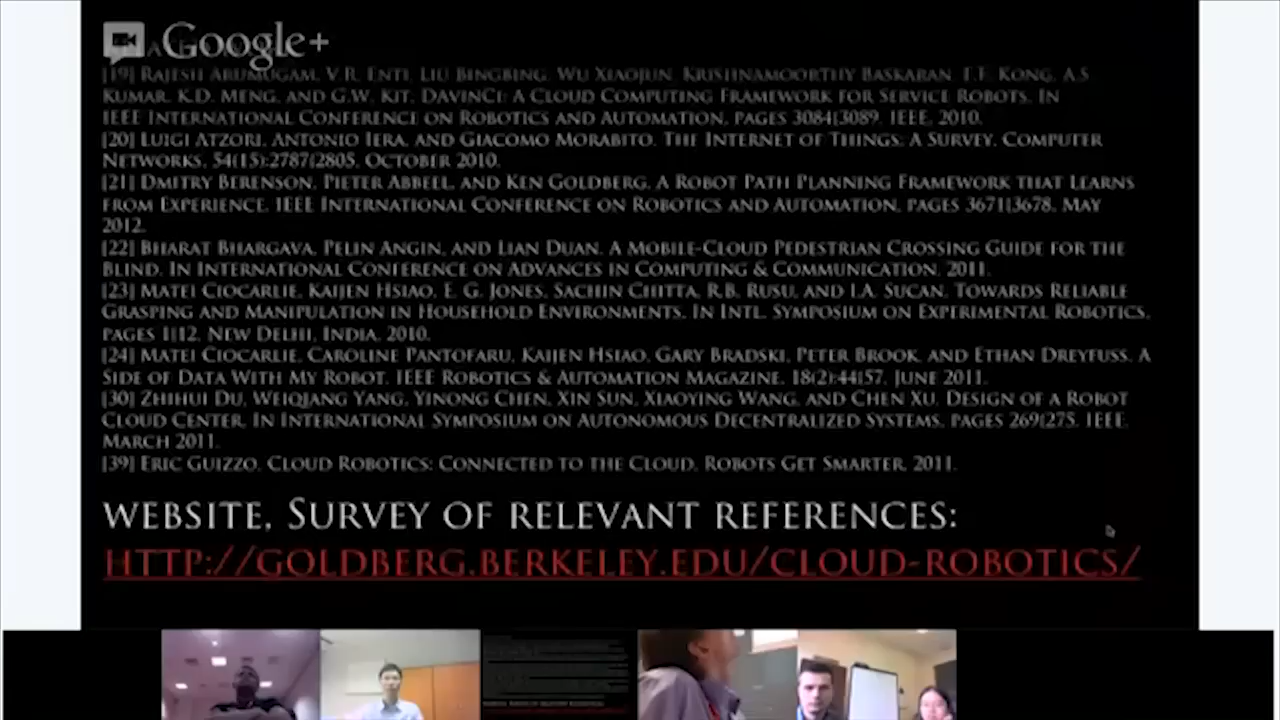 Google+
[19] Rajesh Arumugam, V.R. Enti, Liu Bingbing, Wu Xiaojun, Krishnamoorthy Baskaran, F.F. Kong, A.S
Kumar, K.D. Meng, and G.W. Kit. DAvinCi: A Cloud Computing Framework for Service Robots. In
IEEE International Conference on Robotics and Automation, pages 3084{3089. IEEE, 2010.
[20] Luigi Atzori, Antonio Iera, and Giacomo Morabito. The Internet of Things: A Survey. Computer
Networks, 54(15):2787{2805, October 2010.
[21] Dmitry Berenson, Pieter Abbeel, and Ken Goldberg. A Robot Path Planning Framework that Learns
from Experience. IEEE International Conference on Robotics and Automation, pages 3671{3678, May
2012.
[22] Bharat Bhargava, Pelin Angin, and Lian Duan. A Mobile-Cloud Pedestrian Crossing Guide for the
Blind. In International Conference on Advances in Computing & Communication, 2011.
[23] Matei Ciocarlie, Kaijen Hsiao, E. G. Jones, Sachin Chitta, R.B. Rusu, and I.A. Sucan. Towards Reliable
Grasping and Manipulation in Household Environments. In Intl. Symposium on Experimental Robotics,
pages 1{12, New Delhi, India, 2010.
[24] Matei Ciocarlie, Caroline Pantofaru, Kaijen Hsiao, Gary Bradski, Peter Brook, and Ethan Dreyfuss. A
Side of Data With My Robot. IEEE Robotics & Automation Magazine, 18(2):44{57, June 2011.
[30] Zhihui Du, Weiqiang Yang, Yinong Chen, Xin Sun, Xiaoying Wang, and Chen Xu. Design of a Robot
Cloud Center. In International Symposium on Autonomous Decentralized Systems, pages 269{275. IEEE,
March 2011.
[39] Eric Guizzo. Cloud Robotics: Connected to the Cloud, Robots Get Smarter, 2011.
website, Survey of relevant references:
http://goldberg.berkeley.edu/cloud-robotics/